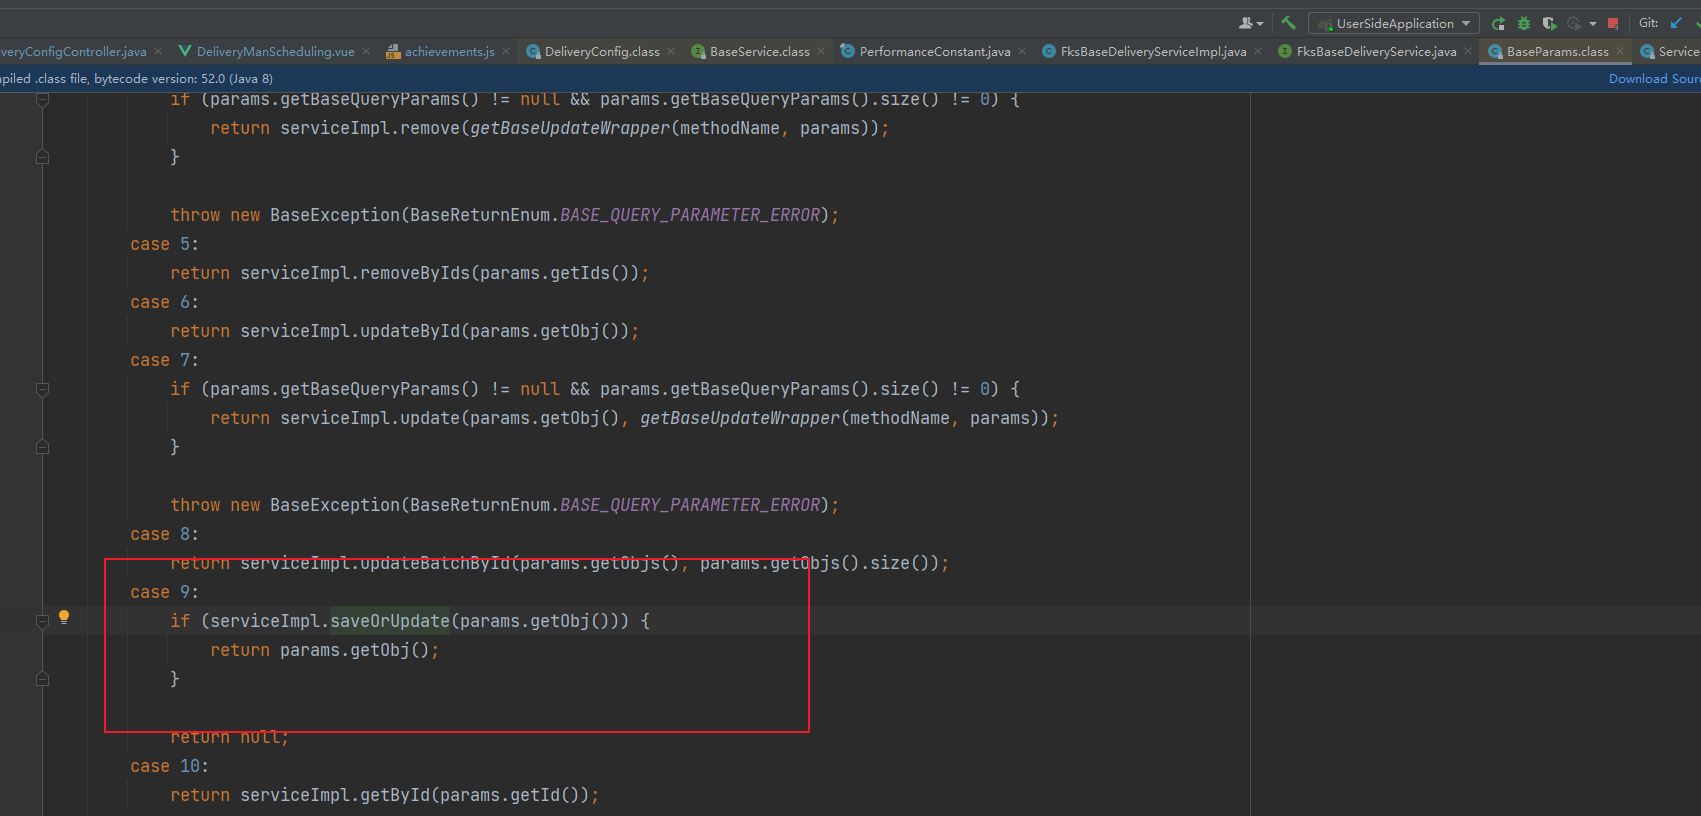 UserSideApplication Git:
veryConfigController.java DeliveryManScheduling.vue achievements.js DeliveryConfig.class BaseService.class PerformanceConstant.java FksBaseDeliveryServiceImpl.java FksBaseDeliveryService.java BaseParams.class Service
piled .class file, bytecode version: 52.0 (Java 8) Download Sour
if (params.getBaseQueryParams() != null && params.getBaseQueryParams().size() != 0) {
return serviceImpl.remove(getBaseUpdateWrapper(methodName, params));
}
throw new BaseException(BaseReturnEnum.BASE_QUERY_PARAMETER_ERROR);
case 5:
return serviceImpl.removeByIds(params.getIds());
case 6:
return serviceImpl.updateById(params.getObj());
case 7:
if (params.getBaseQueryParams() != null && params.getBaseQueryParams().size() != 0) {
return serviceImpl.update(params.getObj(), getBaseUpdateWrapper(methodName, params));
}
throw new BaseException(BaseReturnEnum.BASE_QUERY_PARAMETER_ERROR);
case 8:
return serviceImpl.updateBatchById(params.getObjs(), params.getObjs().size());
case 9:
if (serviceImpl.saveOrUpdate(params.getObj())) {
return params.getObj();
}
return null;
case 10:
return serviceImpl.getById(params.getId());